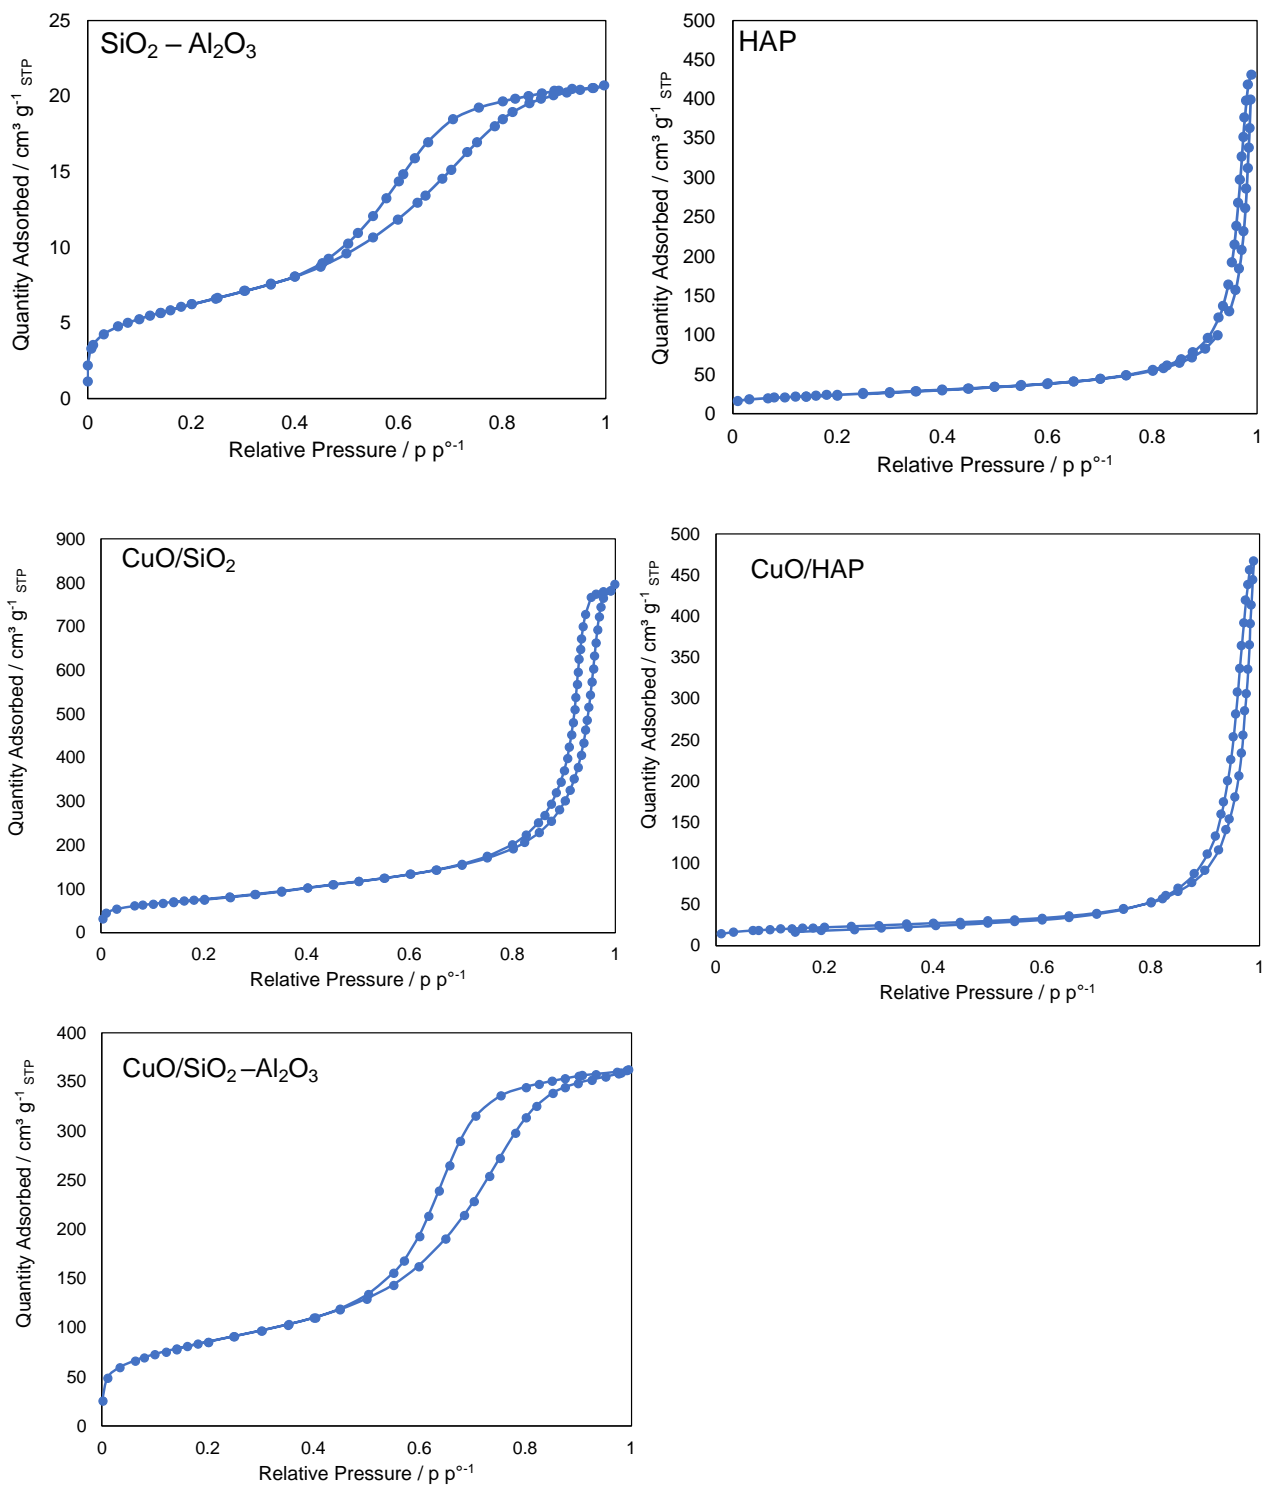 SiO₂ – Al₂O₃
25
20
15
10
5
0
0 0.2 0.4 0.6 0.8 1
Quantity Adsorbed / cm³ g⁻¹ STP
Relative Pressure / p p°⁻¹
HAP
500
450
400
350
300
250
200
150
100
50
0
0 0.2 0.4 0.6 0.8 1
Quantity Adsorbed / cm³ g⁻¹ STP
Relative Pressure / p p°⁻¹
CuO/SiO₂
900
800
700
600
500
400
300
200
100
0
0 0.2 0.4 0.6 0.8 1
Quantity Adsorbed / cm³ g⁻¹ STP
Relative Pressure / p p°⁻¹
CuO/HAP
500
450
400
350
300
250
200
150
100
50
0
0 0.2 0.4 0.6 0.8 1
Quantity Adsorbed / cm³ g⁻¹ STP
Relative Pressure / p p°⁻¹
CuO/SiO₂ –Al₂O₃
400
350
300
250
200
150
100
50
0
0 0.2 0.4 0.6 0.8 1
Quantity Adsorbed / cm³ g⁻¹ STP
Relative Pressure / p p°⁻¹